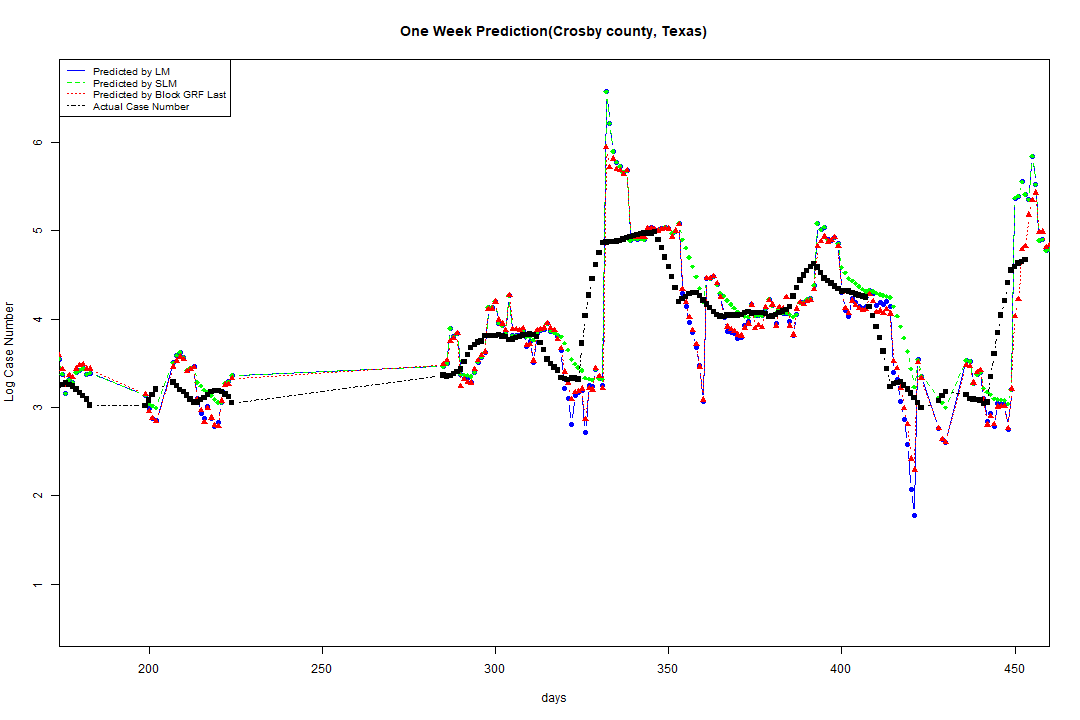 One Week Prediction(Crosby county, Texas)
Predicted by LM
Predicted by SLM
Predicted by Block GRF Last
Actual Case Number
Log Case Number
6
5
4
3
2
1
200
250
300
350
400
450
days